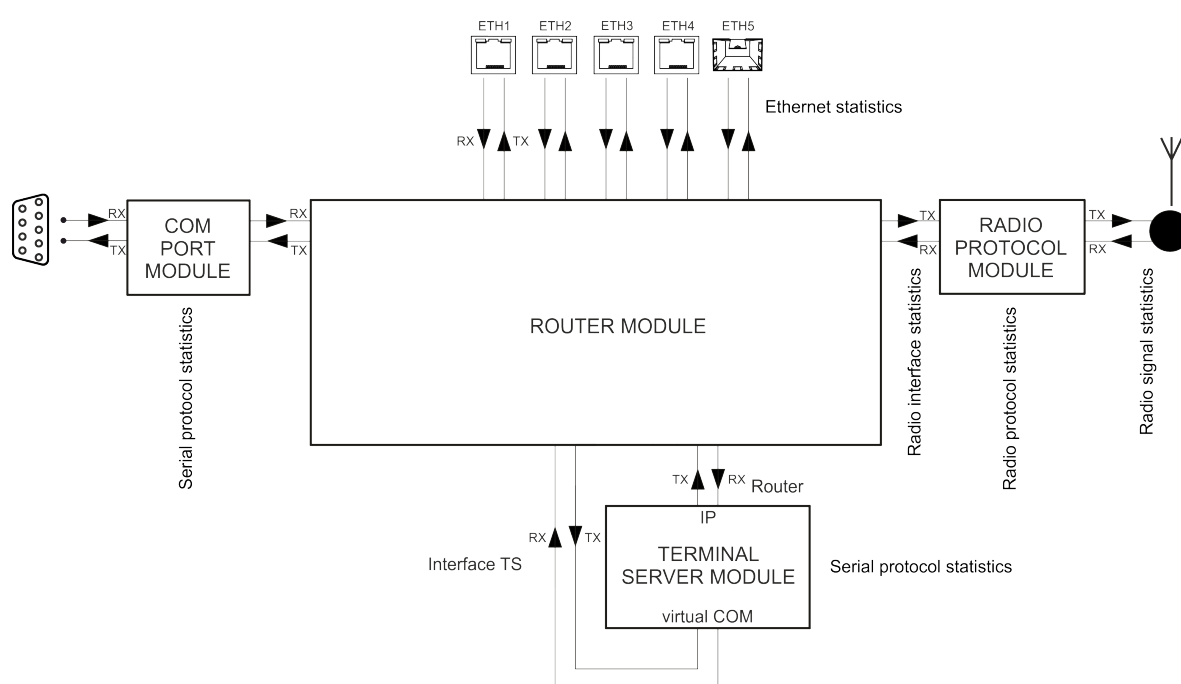 ETH1 ETH2 ETH3 ETH4 ETH5
Ethernet statistics
RX TX
RX
TX
COM
PORT
MODULE
RX
TX
Serial protocol statistics
ROUTER MODULE
TX
RX
Radio interface statistics
RADIO
PROTOCOL
MODULE
Radio protocol statistics
TX
RX
Radio signal statistics
TX RX Router
RX TX
Interface TS
IP
TERMINAL
SERVER MODULE
virtual COM
Serial protocol statistics